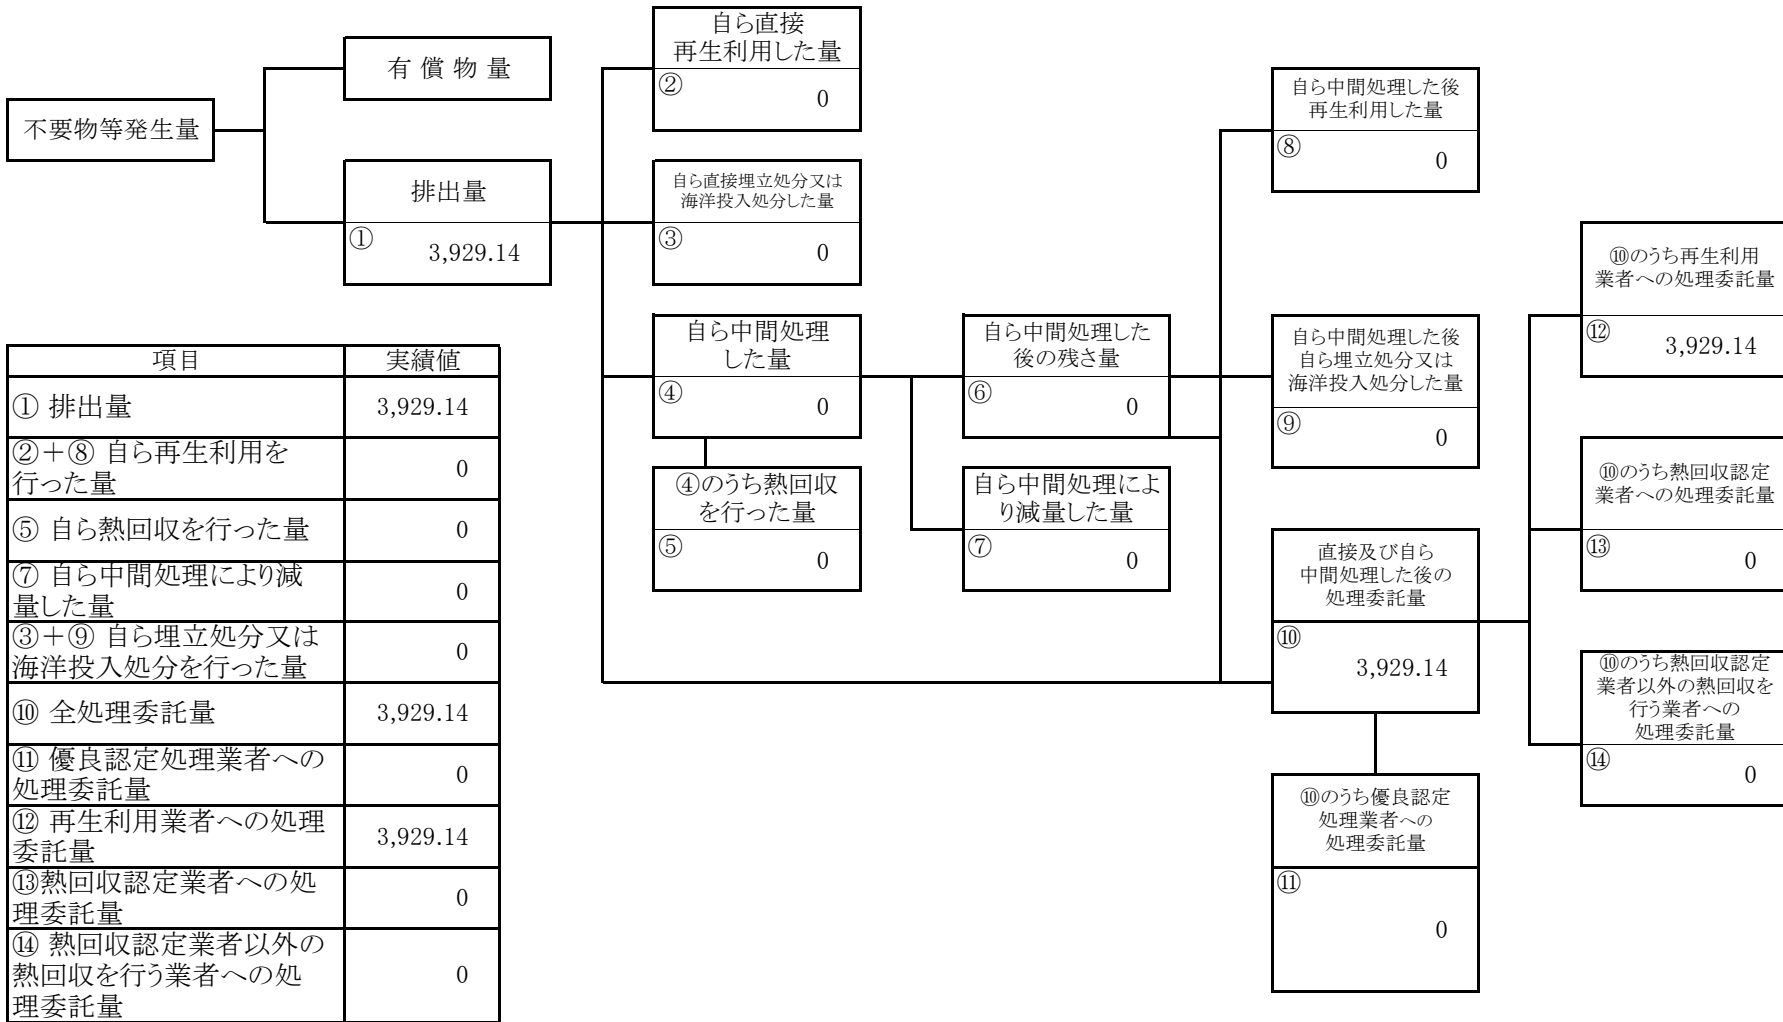 不要物等発生量
有 償 物 量
排出量
① 3,929.14
自ら直接
再生利用した量
② 0
自ら直接埋立処分又は
海洋投入処分した量
③ 0
自ら中間処理
した量
④ 0
④のうち熱回収
を行った量
⑤ 0
自ら中間処理した
後の残さ量
⑥ 0
自ら中間処理によ
り減量した量
⑦ 0
自ら中間処理した後
再生利用した量
⑧ 0
自ら中間処理した後
自ら埋立処分又は
海洋投入処分した量
⑨ 0
直接及び自ら
中間処理した後の
処理委託量
⑩
3,929.14
⑩のうち優良認定
処理業者への
処理委託量
⑪
0
⑩のうち再生利用
業者への処理委託量
⑫ 3,929.14
⑩のうち熱回収認定
業者への処理委託量
⑬ 0
⑩のうち熱回収認定
業者以外の熱回収を
行う業者への
処理委託量
⑭ 0
項目 実績値
① 排出量 3,929.14
②＋⑧ 自ら再生利用を
行った量 0
⑤ 自ら熱回収を行った量 0
⑦ 自ら中間処理により減
量した量 0
③＋⑨ 自ら埋立処分又は
海洋投入処分を行った量 0
⑩ 全処理委託量 3,929.14
⑪ 優良認定処理業者への
処理委託量 0
⑫ 再生利用業者への処理
委託量 3,929.14
⑬熱回収認定業者への処
理委託量 0
⑭ 熱回収認定業者以外の
熱回収を行う業者への処
理委託量 0